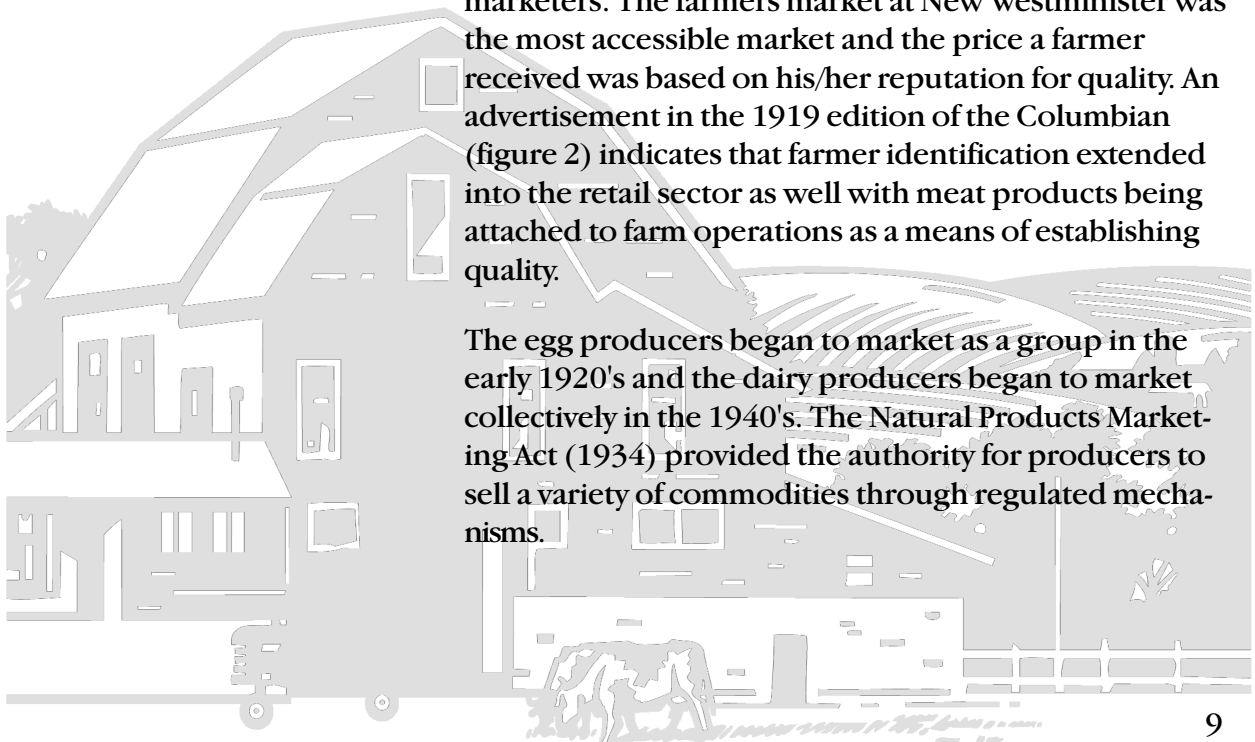 marketers. The farmers market at New Westminister was
the most accessible market and the price a farmer
received was based on his/her reputation for quality. An
advertisement in the 1919 edition of the Columbian
(figure 2) indicates that farmer identification extended
into the retail sector as well with meat products being
attached to farm operations as a means of establishing
quality.
The egg producers began to market as a group in the
early 1920's and the dairy producers began to market
collectively in the 1940's. The Natural Products Market-
ing Act (1934) provided the authority for producers to
sell a variety of commodities through regulated mecha-
nisms.
9